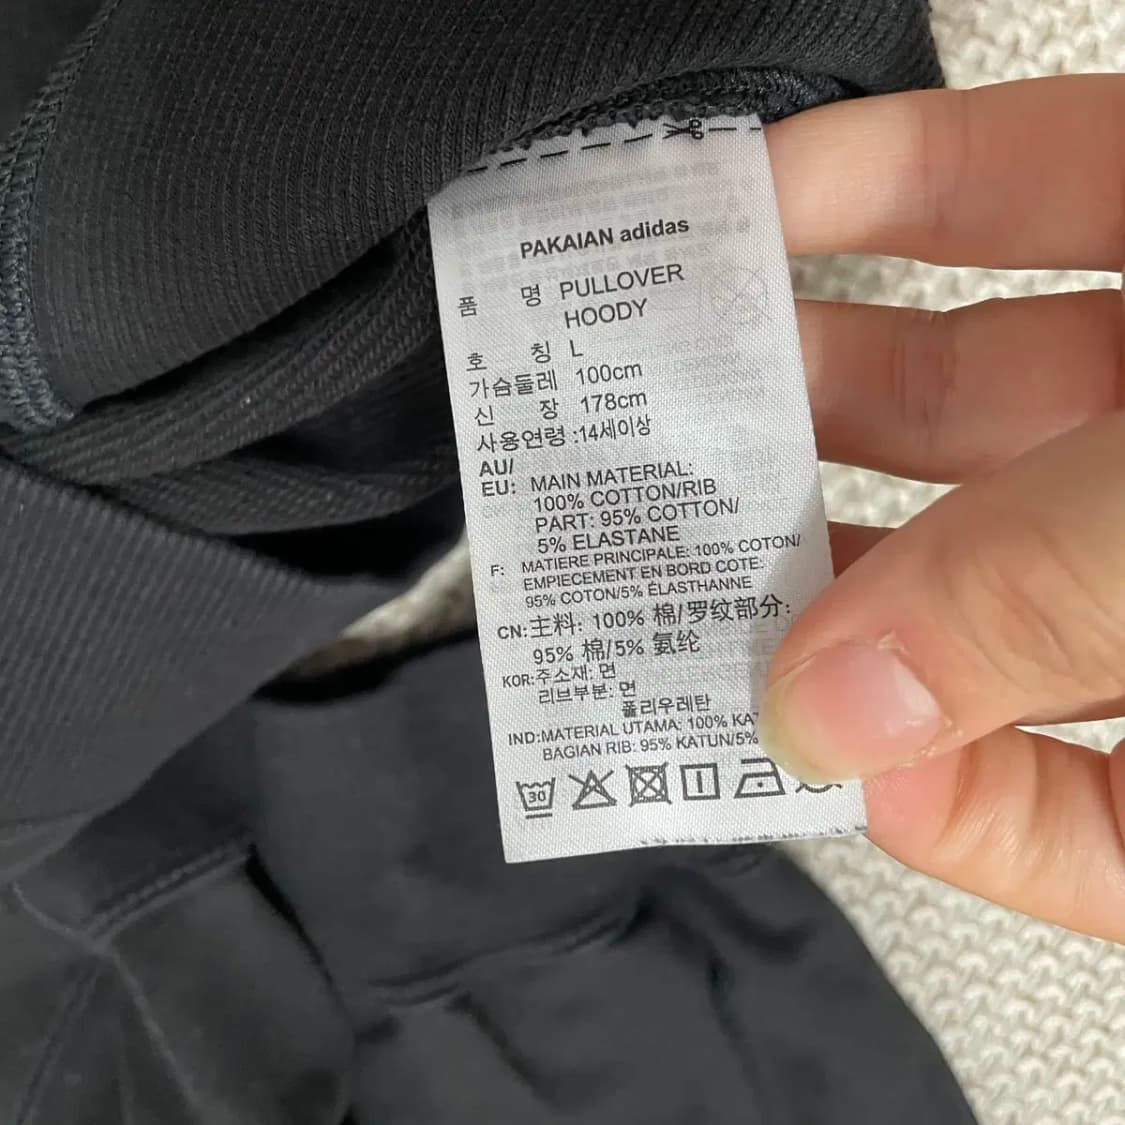 PAKAIAN adidas
품 명 PULLOVER
HOODY
호 칭 L
가슴둘레 100cm
신 장 178cm
사용연령 :14세이상
AU/
EU: MAIN MATERIAL:
100% COTTON/RIB
PART: 95% COTTON/
5% ELASTANE
F: MATIERE PRINCIPALE: 100% COTON/
EMPIECEMENT EN BORD COTE:
95% COTON/5% ÉLASTHANNE
CN:主料: 100% 棉/罗纹部分:
95% 棉/5% 氨纶
KOR:주소재: 면
리브부분: 면
폴리우레탄
IND:MATERIAL UTAMA: 100%
BAGIAN RIB: 95% KATUN/5%
30